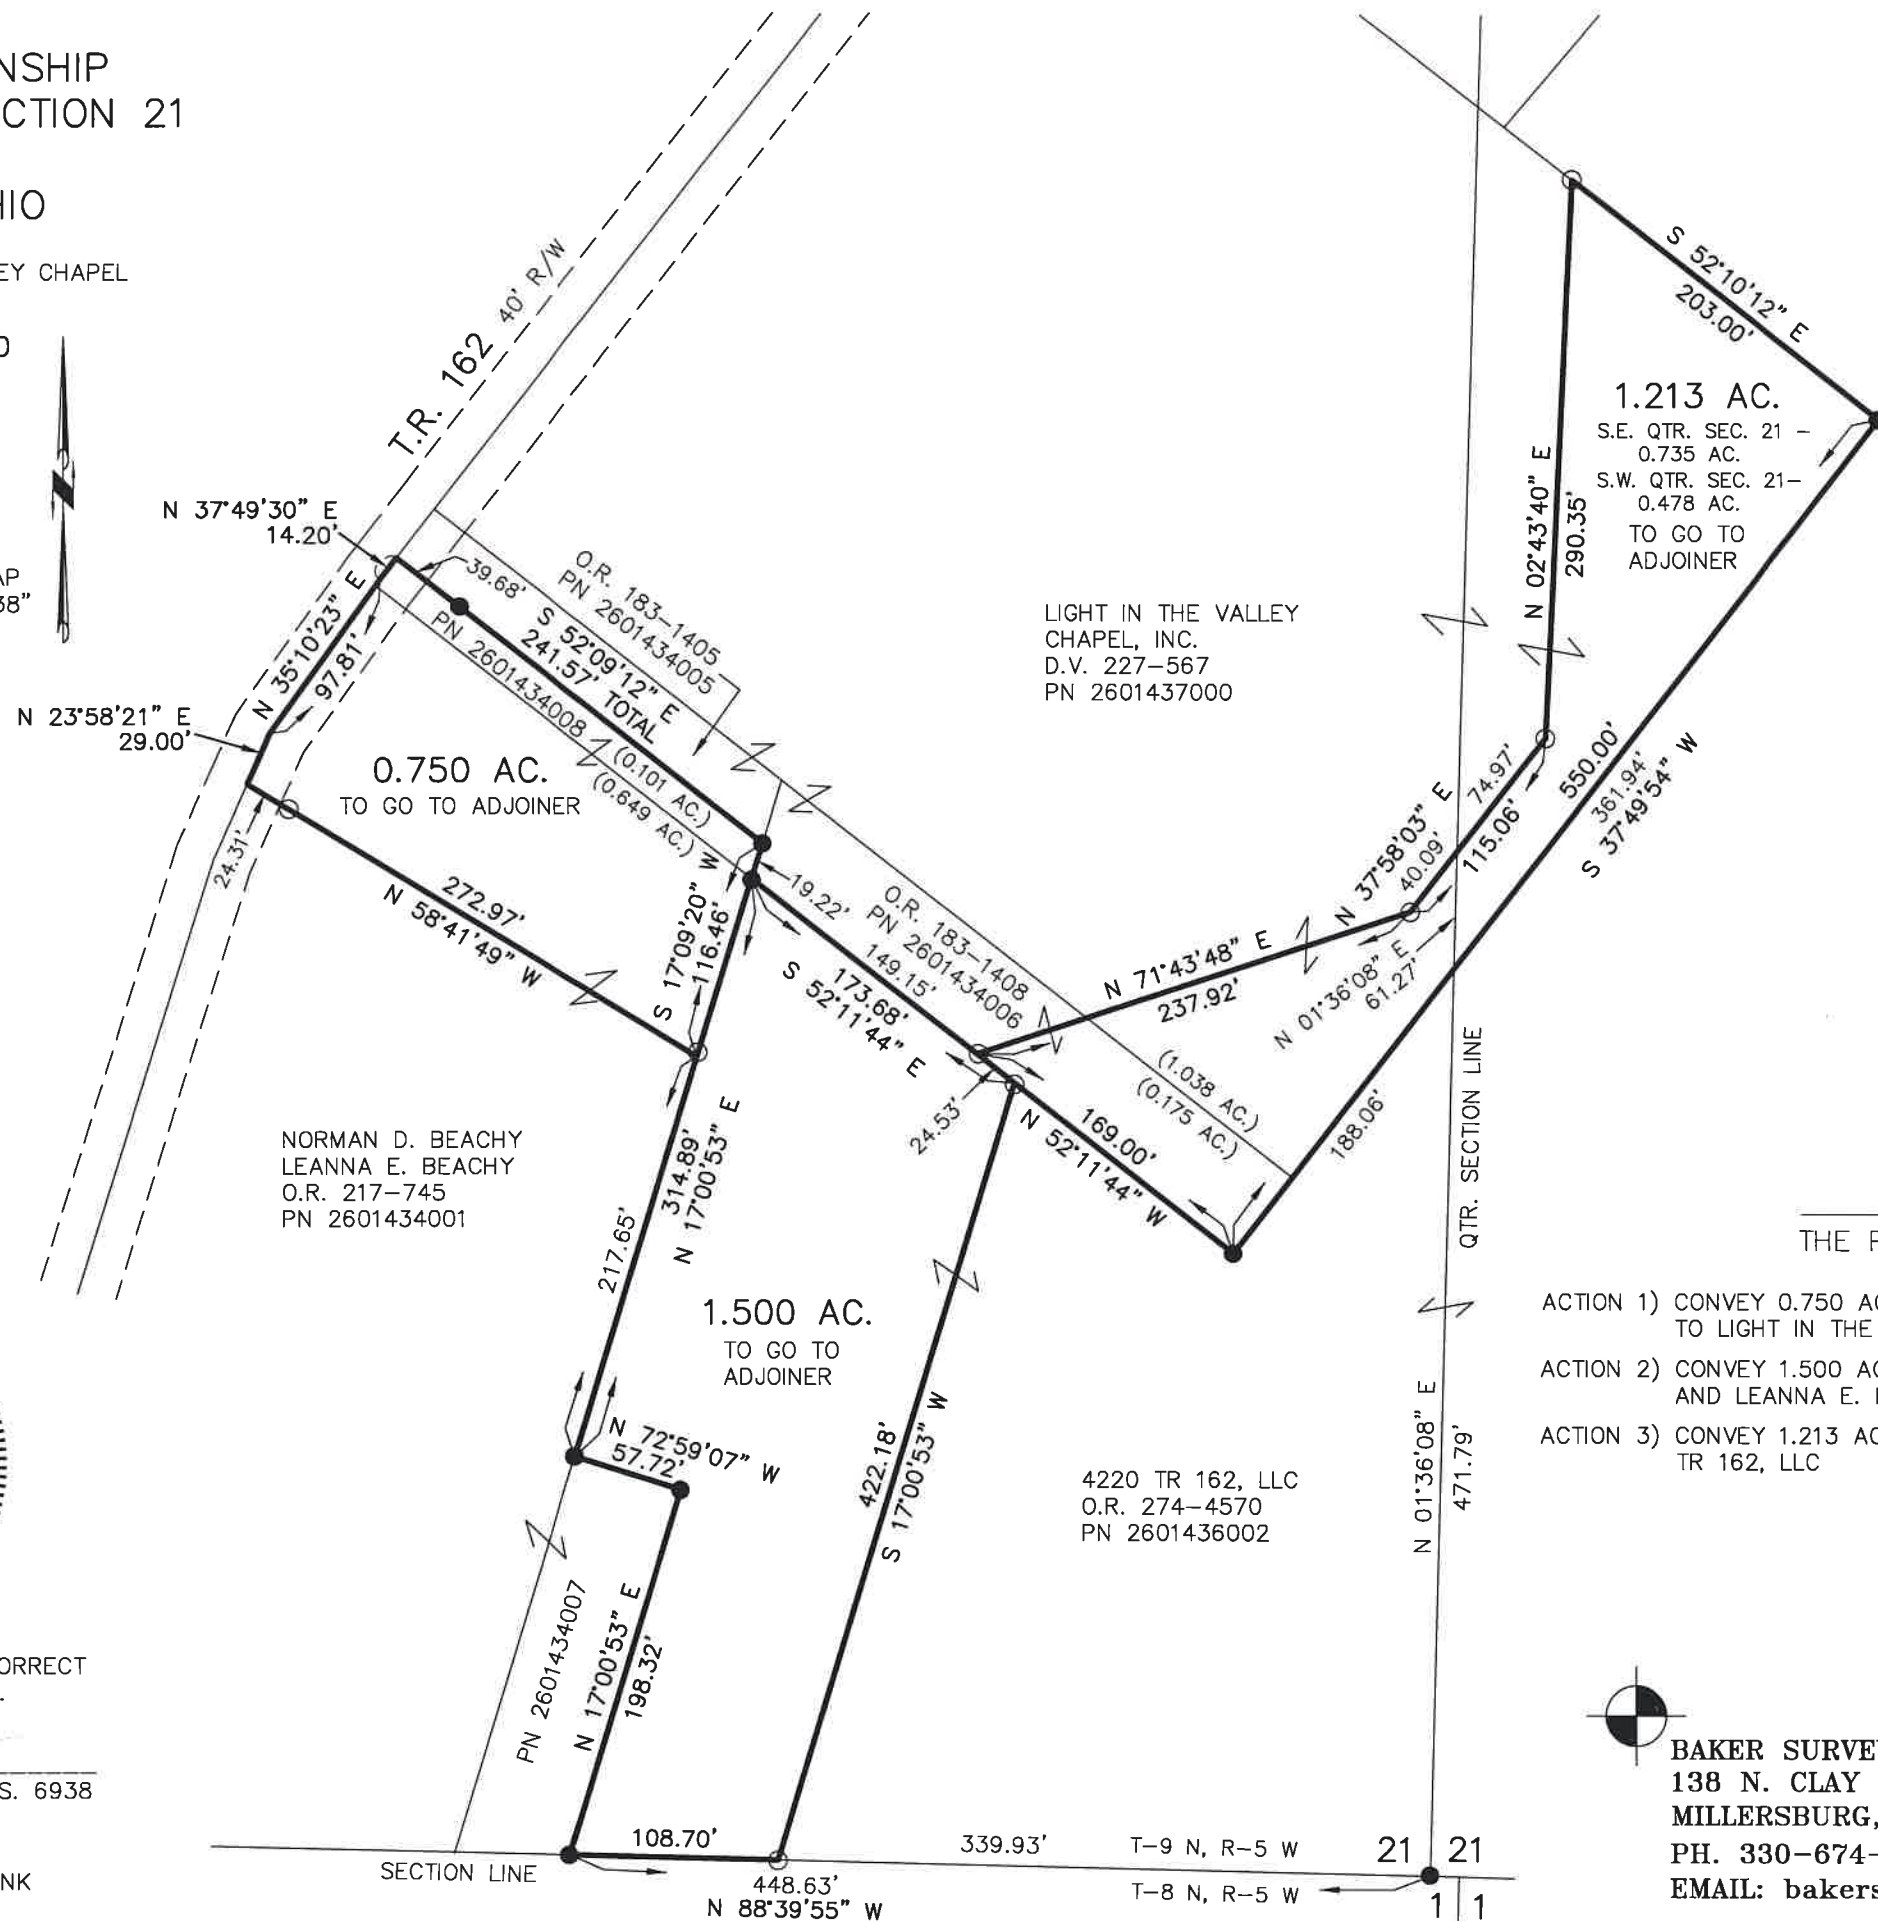 NSHIP
CTION 21
HIO
EY CHAPEL
T.R. 162 40' R/W
N 37°49'30" E
14.20'
AP
38"
N 35°10'23" E
97.81'
N 23°58'21" E
29.00'
24.31'
0.750 AC.
TO GO TO ADJOINER
39.68'
S 52°09'12" E
241.57' TOTAL
O.R. 183-1405
PN 2601434005
PN 2601434008
(0.101 AC.)
(0.649 AC.)
272.97'
N 58°41'49" W
S 17°09'20" W
116.46'
19.22'
O.R. 183-1408
PN 2601434006
149.15'
173.68'
S 52°11'44" E
LIGHT IN THE VALLEY
CHAPEL, INC.
D.V. 227-567
PN 2601437000
S 52°10'12" E
203.00'
1.213 AC.
S.E. QTR. SEC. 21 -
0.735 AC.
S.W. QTR. SEC. 21-
0.478 AC.
TO GO TO
ADJOINER
N 02°43'40" E
290.35'
74.97'
N 37°58'03" E
40.09'
115.06'
550.00'
361.94'
S 37°49'54" W
N 71°43'48" E
237.92'
N 01°36'08" E
61.27'
(1.038 AC.)
(0.175 AC.)
188.06'
24.53'
169.00'
N 52°11'44" W
QTR. SECTION LINE
NORMAN D. BEACHY
LEANNA E. BEACHY
O.R. 217-745
PN 2601434001
217.65'
314.89'
N 17°00'53" E
1.500 AC.
TO GO TO
ADJOINER
N 72°59'07" W
57.72'
422.18'
S 17°00'53" W
4220 TR 162, LLC
O.R. 274-4570
PN 2601436002
N 01°36'08" E
471.79'
THE P
ACTION 1) CONVEY 0.750 AC
TO LIGHT IN THE
ACTION 2) CONVEY 1.500 AC
AND LEANNA E.
ACTION 3) CONVEY 1.213 AC
TR 162, LLC
PN 2601434007
N 17°00'53" E
198.32'
ORRECT
S. 6938
NK
108.70'
SECTION LINE
448.63'
N 88°39'55" W
339.93'
T-9 N, R-5 W
T-8 N, R-5 W
21 21
1 1
BAKER SURVE
138 N. CLAY
MILLERSBURG,
PH. 330-674-
EMAIL: bakers